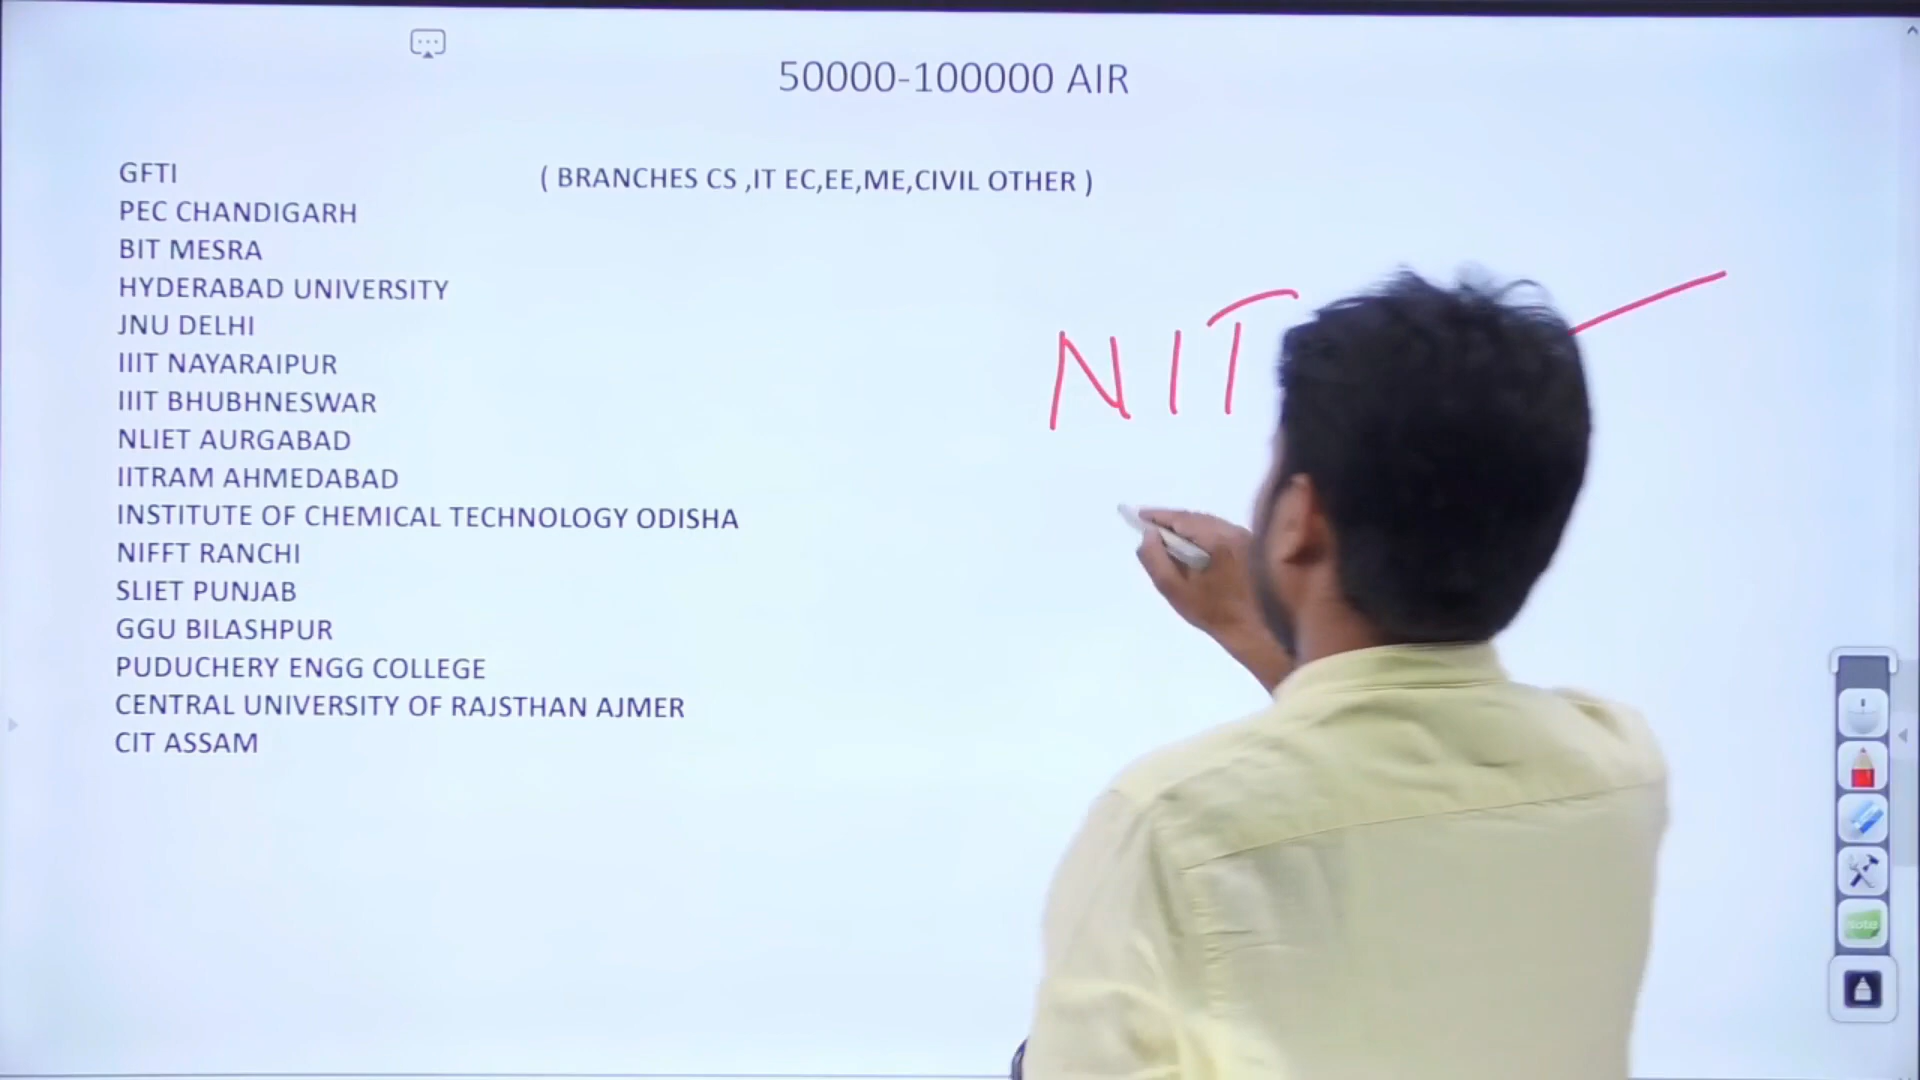 50000-100000 AIR
GFTI
( BRANCHES CS ,IT EC,EE,ME,CIVIL OTHER )
PEC CHANDIGARH
BIT MESRA
HYDERABAD UNIVERSITY
JNU DELHI
IIIT NAYARAIPUR
IIIT BHUBHNESWAR
NLIET AURGABAD
IITRAM AHMEDABAD
INSTITUTE OF CHEMICAL TECHNOLOGY ODISHA
NIFFT RANCHI
SLIET PUNJAB
GGU BILASHPUR
PUDUCHERY ENGG COLLEGE
CENTRAL UNIVERSITY OF RAJSTHAN AJMER
CIT ASSAM
NIT
Note